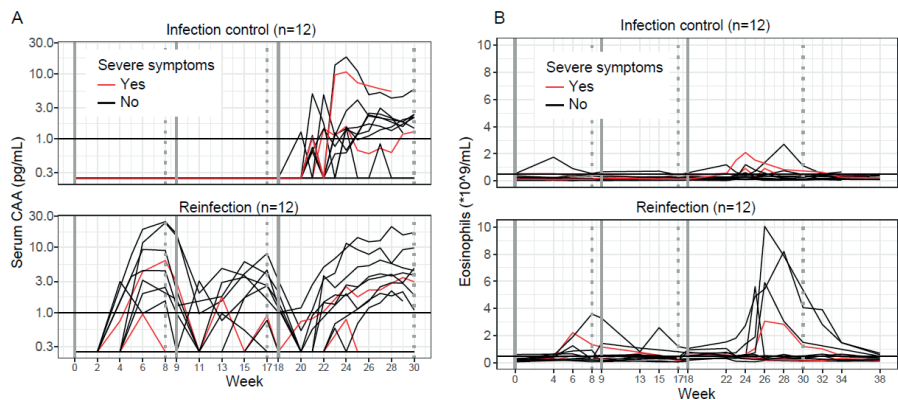 A
Infection control (n=12)
Severe symptoms
Yes
No
30.0
10.0
3.0
1.0
0.3
Serum CAA (pg/mL)
Reinfection (n=12)
30.0
10.0
3.0
1.0
0.3
0 2 4 6 8 9 11 13 15 17 18 20 22 24 26 28 30
Week
B
Infection control (n=12)
Severe symptoms
Yes
No
10
8
6
4
2
0
Eosinophils (*10^9/mL)
Reinfection (n=12)
10
8
6
4
2
0
0 4 6 8 9 13 15 17 18 22 24 26 28 30 32 34 38
Week